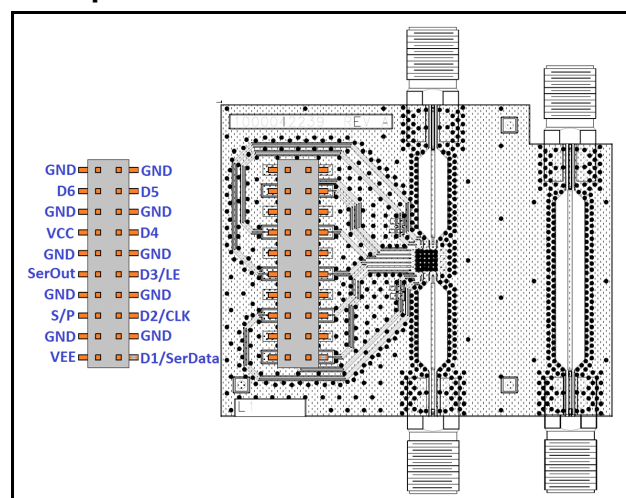 GND GND
D6 D5
GND GND
VCC D4
GND GND
SerOut D3/LE
GND GND
S/P D2/CLK
GND GND
VEE D1/SerData
REV A